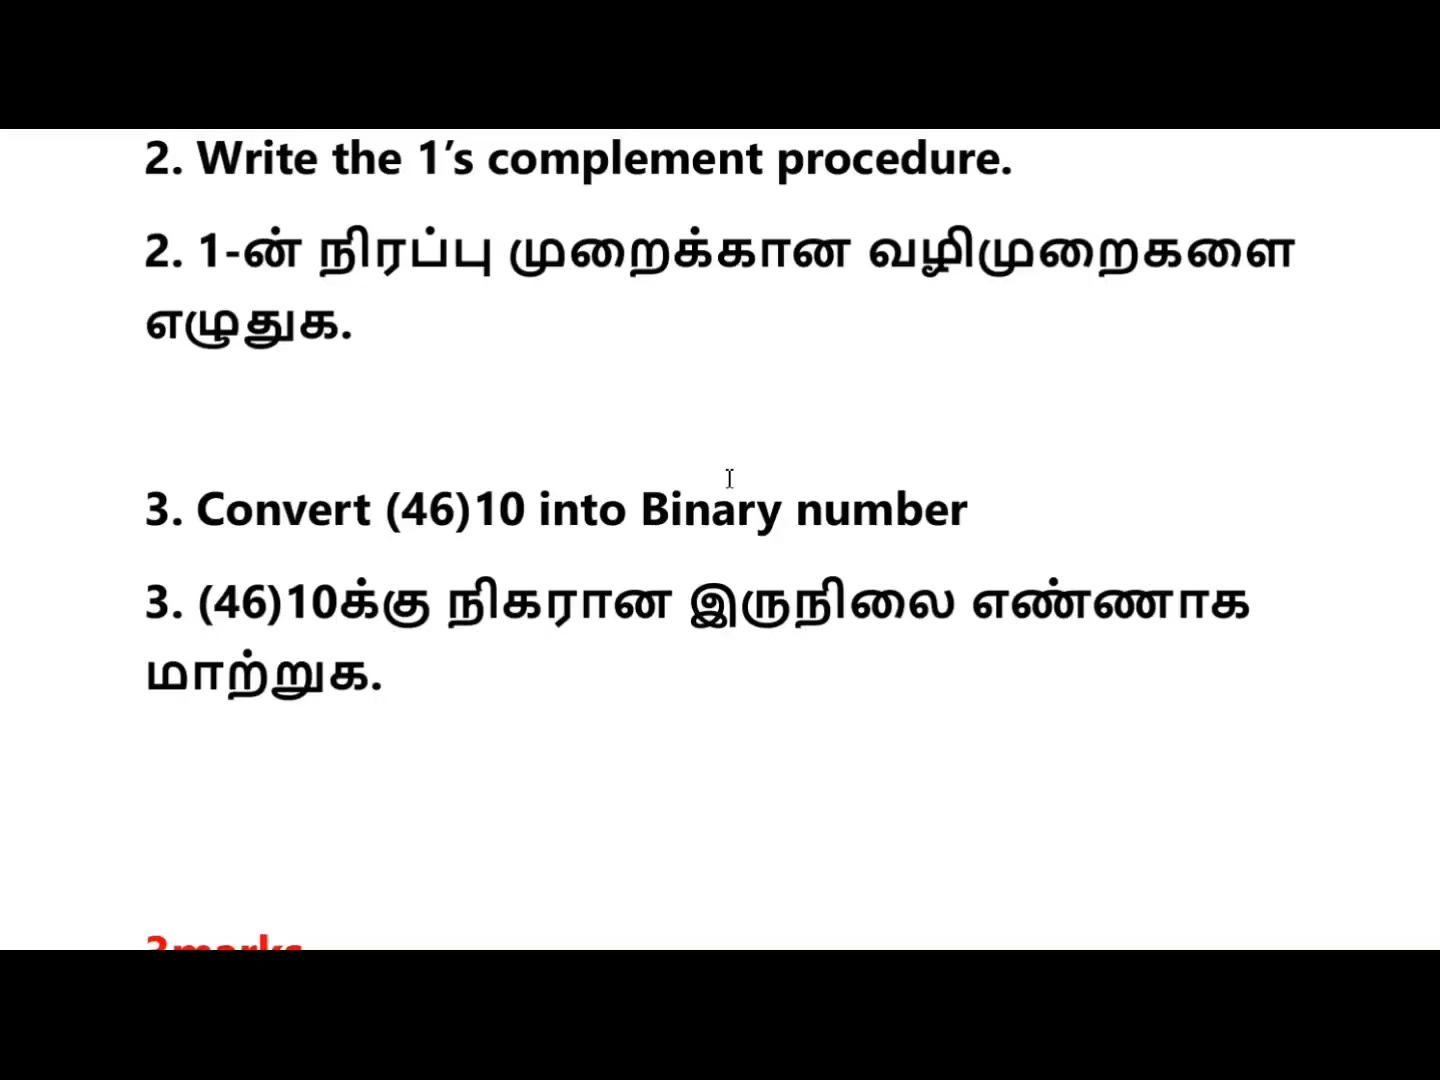 2. Write the 1’s complement procedure.
2. 1-ன் நிரப்பு முறைக்கான வழிமுறைகளை
எழுதுக.
3. Convert (46)10 into Binary number
3. (46)10க்கு நிகரான இருநிலை எண்ணாக
மாற்றுக.
3marks